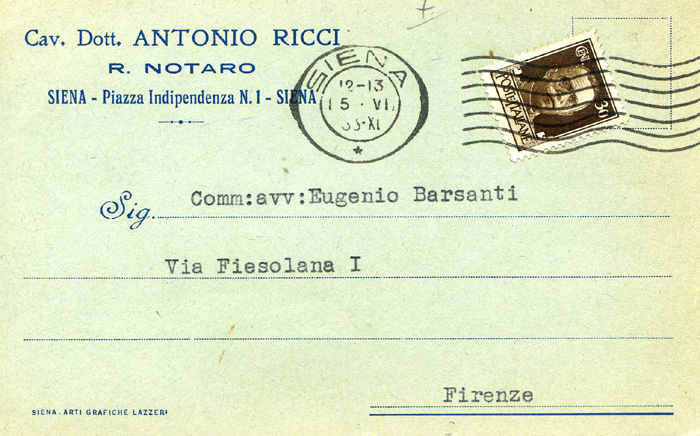 Cav. Dott. ANTONIO RICCI
R. NOTARO
SIENA - Piazza Indipendenza N. 1 - SIENA
SIENA
12-13
15 · VI
33·XI
POSTE ITALIANE
30
Sig. Comm:avv:Eugenio Barsanti
Via Fiesolana I
Firenze
SIENA. ARTI GRAFICHE LAZZERI